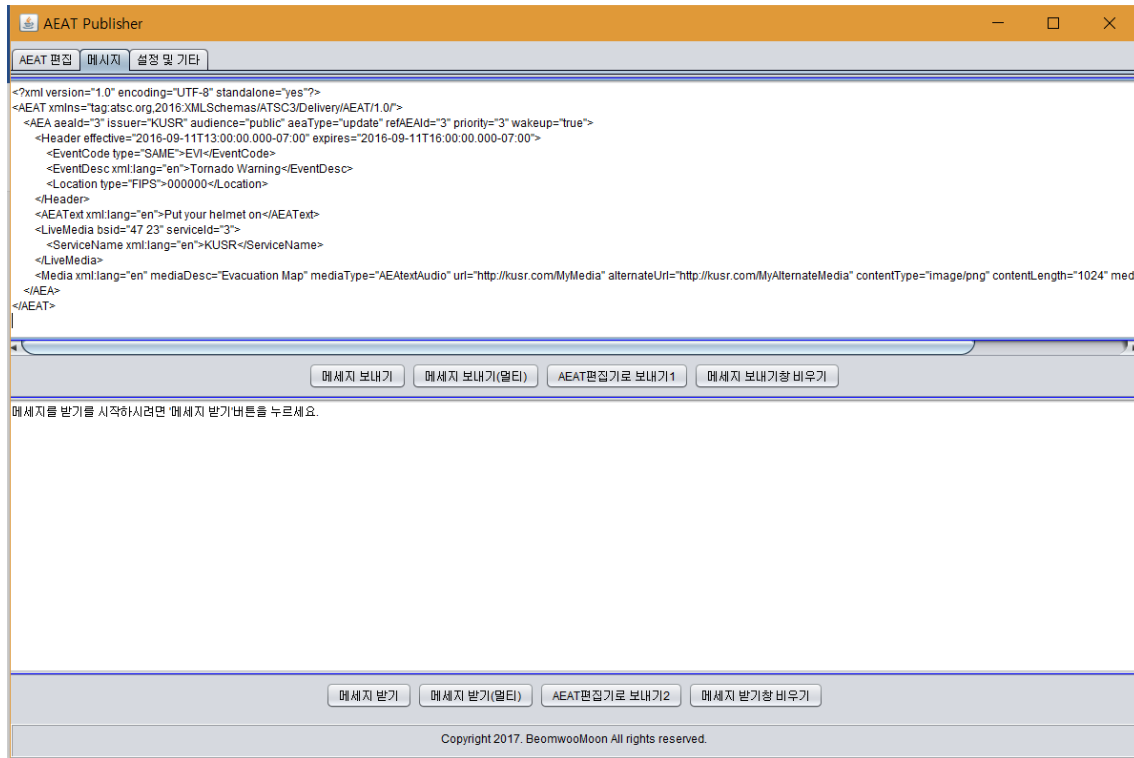 AEAT Publisher
AEAT 편집 메시지 설정 및 기타
<?xml version="1.0" encoding="UTF-8" standalone="yes"?>
<AEAT xmlns="tag:atsc.org,2016:XMLSchemas/ATSC3/Delivery/AEAT/1.0/">
<AEA aeaId="3" issuer="KUSR" audience="public" aeaType="update" refAEAId="3" priority="3" wakeup="true">
<Header effective="2016-09-11T13:00:00.000-07:00" expires="2016-09-11T16:00:00.000-07:00">
<EventCode type="SAME">EVI</EventCode>
<EventDesc xml:lang="en">Tornado Warning</EventDesc>
<Location type="FIPS">000000</Location>
</Header>
<AEAText xml:lang="en">Put your helmet on</AEAText>
<LiveMedia bsid="47 23" serviceId="3">
<ServiceName xml:lang="en">KUSR</ServiceName>
</LiveMedia>
<Media xml:lang="en" mediaDesc="Evacuation Map" mediaType="AEAtextAudio" url="http://kusr.com/MyMedia" alternateUrl="http://kusr.com/MyAlternateMedia" contentType="image/png" contentLength="1024" med
</AEA>
</AEAT>
메세지 보내기 메세지 보내기(멀티) AEAT편집기로 보내기1 메세지 보내기창 비우기
메세지를 받기를 시작하시려면 '메세지 받기'버튼을 누르세요.
메세지 받기 메세지 받기(멀티) AEAT편집기로 보내기2 메세지 받기창 비우기
Copyright 2017. BeomwooMoon All rights reserved.